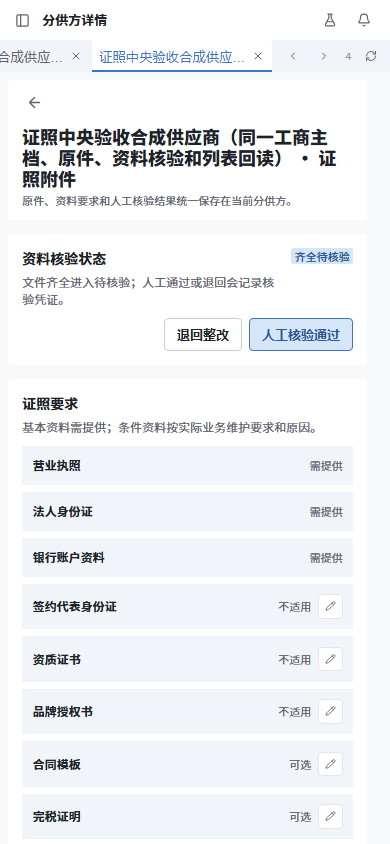 分供方详情
合成供应...
证照中央验收合成供应...
4
证照中央验收合成供应商（同一工商主
档、原件、资料核验和列表回读） · 证
照附件
原件、资料要求和人工核验结果统一保存在当前分供方。
资料核验状态
齐全待核验
文件齐全进入待核验；人工通过或退回会记录核
验凭证。
退回整改
人工核验通过
证照要求
基本资料需提供；条件资料按实际业务维护要求和原因。
营业执照
需提供
法人身份证
需提供
银行账户资料
需提供
签约代表身份证
不适用
资质证书
不适用
品牌授权书
不适用
合同模板
可选
完税证明
可选